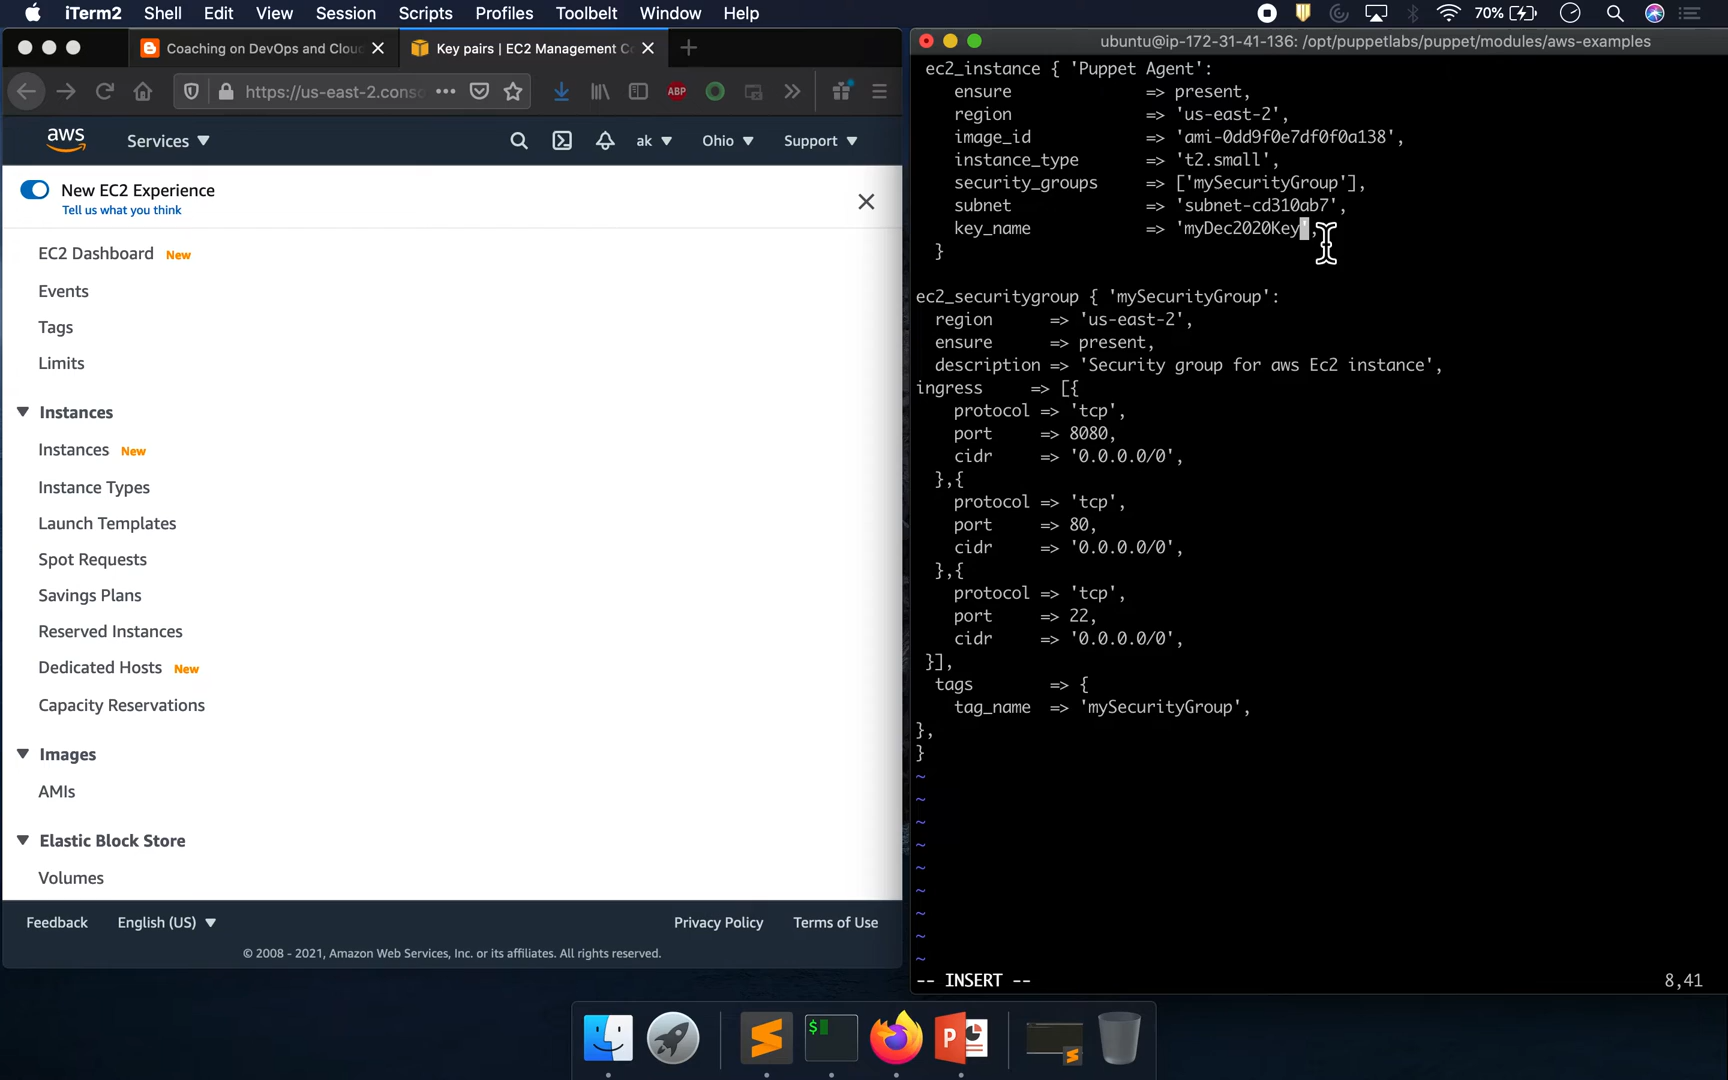 iTerm2 Shell Edit View Session Scripts Profiles Toolbelt Window Help 70%
Coaching on DevOps and Clou
Key pairs | EC2 Management C
https://us-east-2.conso
ABP
aws Services ak Ohio Support
New EC2 Experience
Tell us what you think
EC2 Dashboard New
Events
Tags
Limits
Instances
Instances New
Instance Types
Launch Templates
Spot Requests
Savings Plans
Reserved Instances
Dedicated Hosts New
Capacity Reservations
Images
AMIs
Elastic Block Store
Volumes
Feedback English (US) Privacy Policy Terms of Use
© 2008 - 2021, Amazon Web Services, Inc. or its affiliates. All rights reserved.
ubuntu@ip-172-31-41-136: /opt/puppetlabs/puppet/modules/aws-examples
ec2_instance { 'Puppet Agent':
ensure => present,
region => 'us-east-2',
image_id => 'ami-0dd9f0e7df0f0a138',
instance_type => 't2.small',
security_groups => ['mySecurityGroup'],
subnet => 'subnet-cd310ab7',
key_name => 'myDec2020Key',
}
ec2_securitygroup { 'mySecurityGroup':
region => 'us-east-2',
ensure => present,
description => 'Security group for aws Ec2 instance',
ingress => [{
protocol => 'tcp',
port => 8080,
cidr => '0.0.0.0/0',
},{
protocol => 'tcp',
port => 80,
cidr => '0.0.0.0/0',
},{
protocol => 'tcp',
port => 22,
cidr => '0.0.0.0/0',
}],
tags => {
tag_name => 'mySecurityGroup',
},
}
~
~
~
~
~
~
~
~
~
-- INSERT -- 8,41
$
P